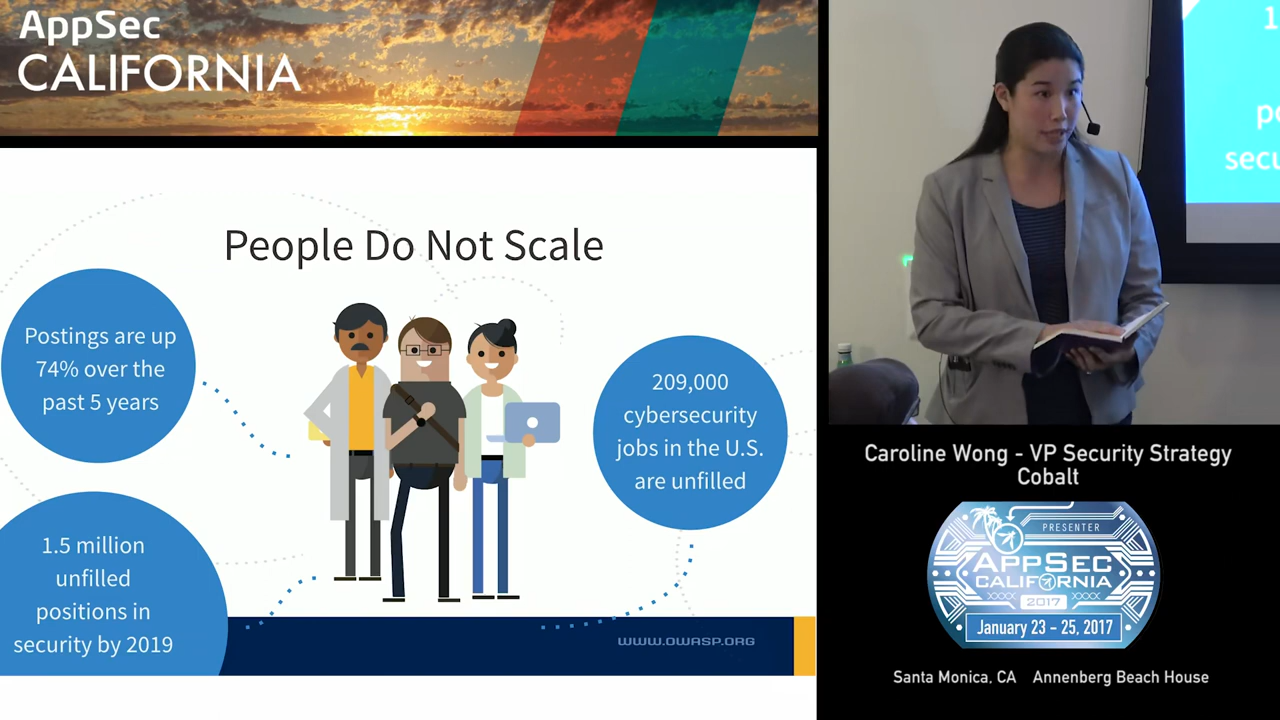 AppSec
CALIFORNIA
People Do Not Scale
Postings are up
74% over the
past 5 years
209,000
cybersecurity
jobs in the U.S.
are unfilled
1.5 million
unfilled
positions in
security by 2019
WWW.OWASP.ORG
1
secu
Caroline Wong - VP Security Strategy
Cobalt
PRESENTER
APPSEC
CALIFORNIA
2017
January 23 - 25, 2017
Santa Monica, CA Annenberg Beach House